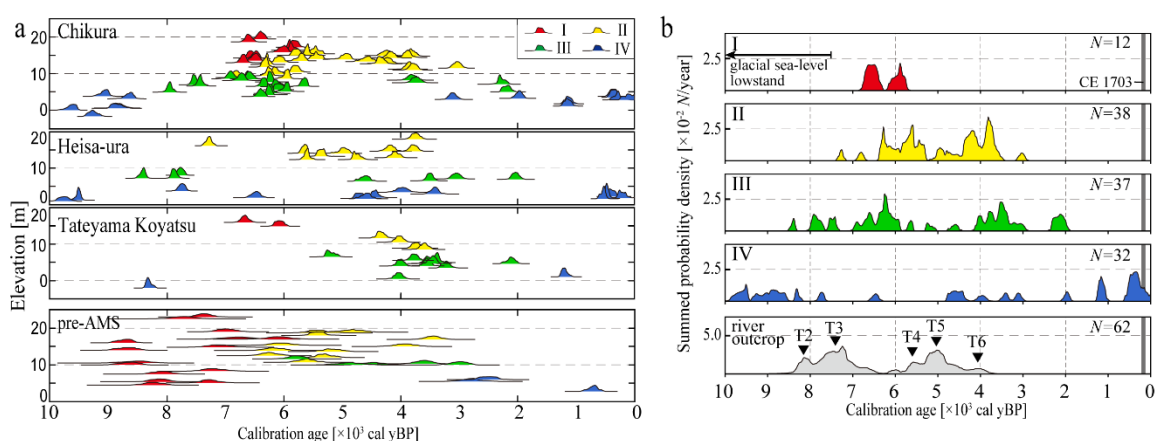 a
Chikura
I II
III IV
20
10
0
Heisa-ura
20
10
0
Tateyama Koyatsu
20
10
0
pre-AMS
20
10
Elevation [m]
10 9 8 7 6 5 4 3 2 1 0
Calibration age [×10³ cal yBP]
b
I
N=12
2.5
glacial sea-level
lowstand
CE 1703
II
N=38
2.5
III
N=37
2.5
IV
N=32
2.5
river
outcrop
N=62
5.0
T2 T3 T4 T5 T6
Summed probability density [×10⁻² N/year]
10 9 8 7 6 5 4 3 2 1 0
Calibration age [×10³ cal yBP]